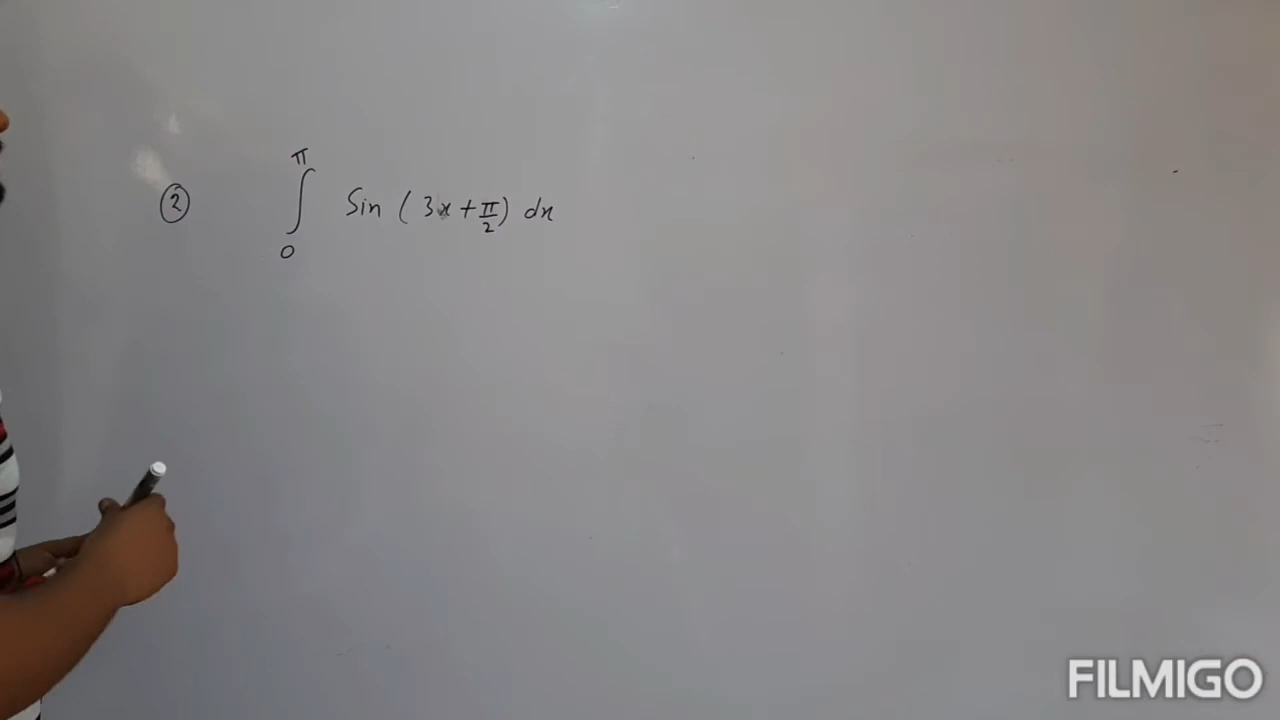 ② ∫₀^π Sin (3x + π/2) dx
FILMIGO